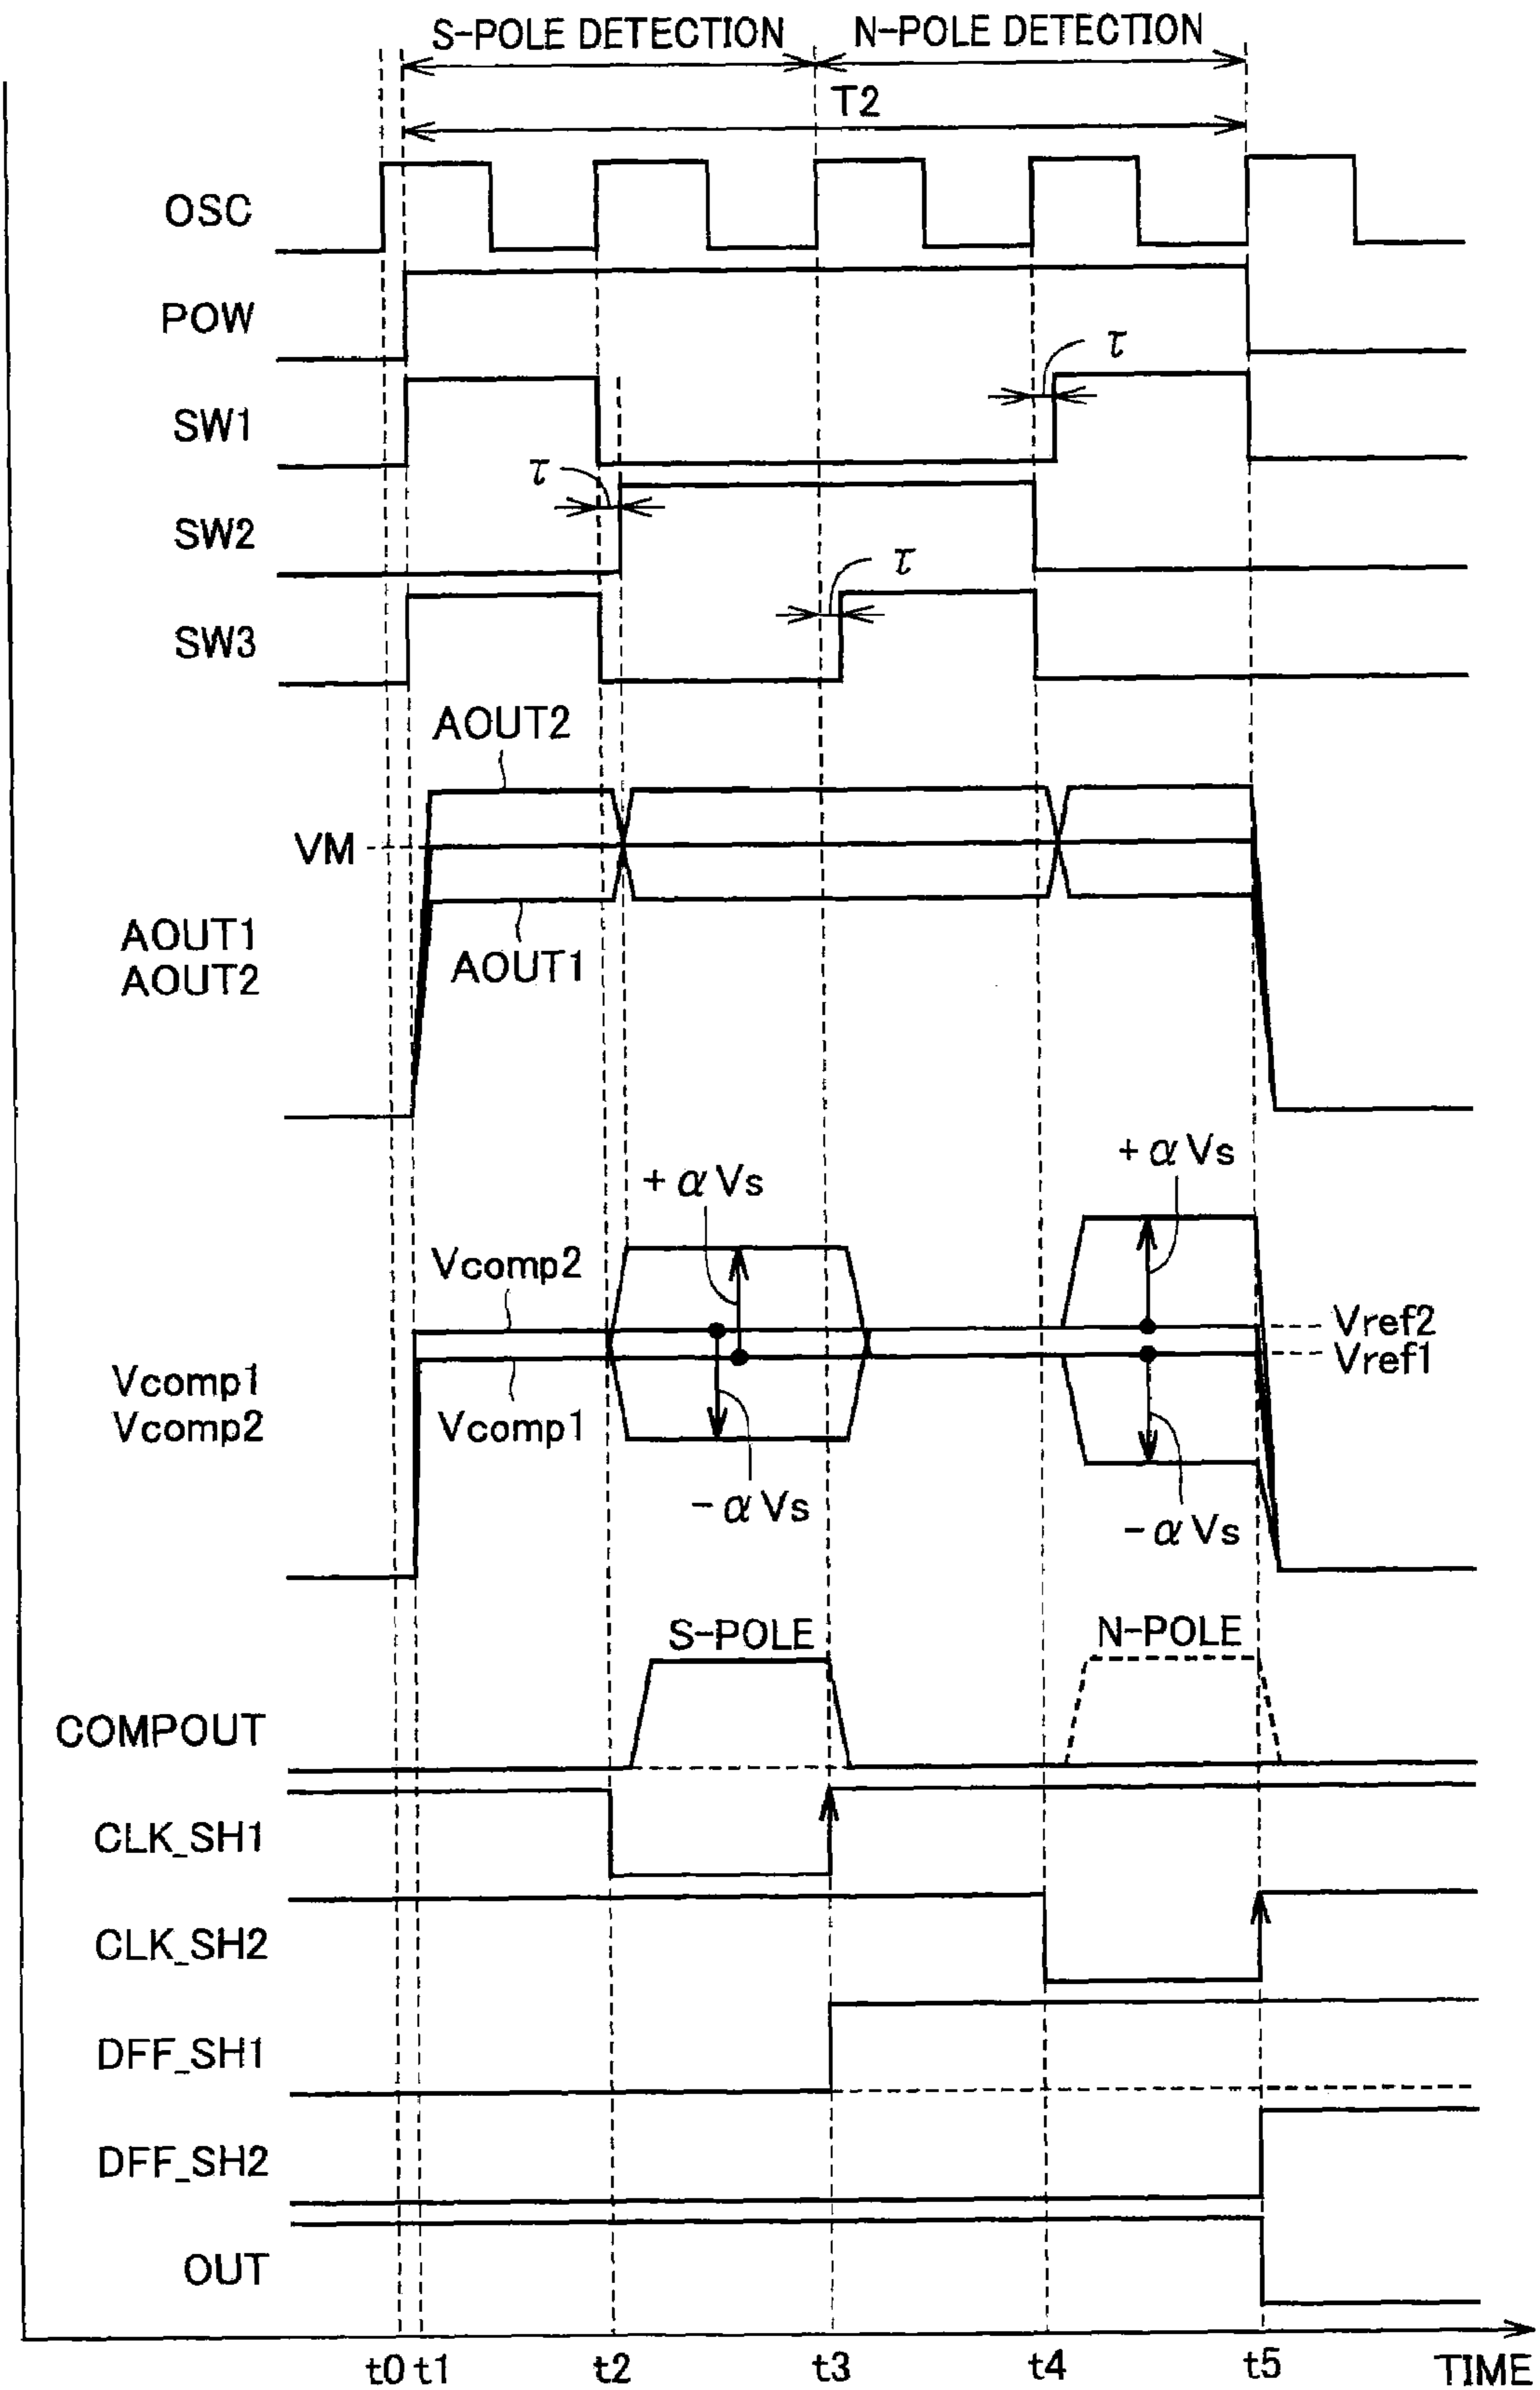 S-POLE DETECTION N-POLE DETECTION
T2
OSC
POW
τ
SW1
τ
SW2
τ
SW3
AOUT2
VM
AOUT1
AOUT2
AOUT1
+αVs
+αVs
Vcomp2
Vref2
Vref1
Vcomp1
Vcomp2
Vcomp1
-αVs
-αVs
S-POLE
N-POLE
COMPOUT
CLK_SH1
CLK_SH2
DFF_SH1
DFF_SH2
OUT
t0 t1 t2 t3 t4 t5 TIME